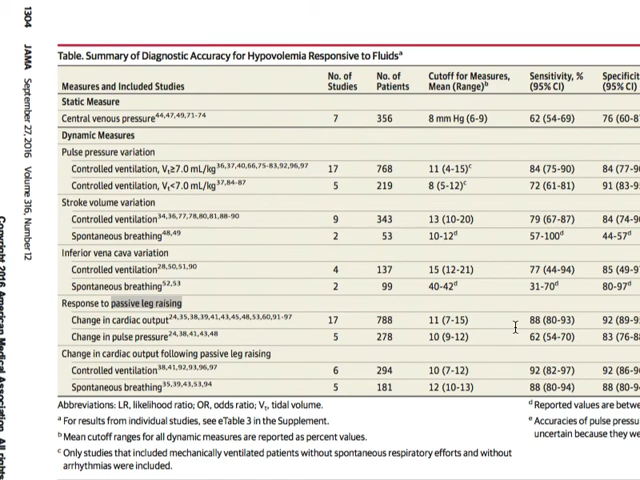 1304 JAMA September 27, 2016 Volume 316, Number 12
Copyright 2016 American Medical Association. All rights
Table. Summary of Diagnostic Accuracy for Hypovolemia Responsive to Fluidsa
Measures and Included Studies No. of Studies No. of Patients Cutoff for Measures, Mean (Range)b Sensitivity, % (95% CI) Specificit (95% CI)
Static Measure
Central venous pressure44,47,49,71-74 7 356 8 mm Hg (6-9) 62 (54-69) 76 (60-8
Dynamic Measures
Pulse pressure variation
Controlled ventilation, Vt≥7.0 mL/kg36,37,40,66,75-83,92,96,97 17 768 11 (4-15)c 84 (75-90) 84 (77-9
Controlled ventilation, Vt<7.0 mL/kg37,84-87 5 219 8 (5-12)c 72 (61-81) 91 (83-9
Stroke volume variation
Controlled ventilation34,36,77,78,80,81,88-90 9 343 13 (10-20) 79 (67-87) 84 (74-9
Spontaneous breathing48,49 2 53 10-12d 57-100d 44-57d
Inferior vena cava variation
Controlled ventilation28,50,51,90 4 137 15 (12-21) 77 (44-94) 85 (49-9
Spontaneous breathing52,53 2 99 40-42d 31-70d 80-97d
Response to passive leg raising
Change in cardiac output24,35,38,39,41,43,45,48,53,60,91-97 17 788 11 (7-15) 88 (80-93) 92 (89-9
Change in pulse pressure24,38,41,43,48 5 278 10 (9-12) 62 (54-70) 83 (76-8
Change in cardiac output following passive leg raising
Controlled ventilation38,41,92,93,96,97 6 294 10 (7-12) 92 (82-97) 92 (86-9
Spontaneous breathing35,39,43,53,94 5 181 12 (10-13) 88 (80-94) 88 (80-9
Abbreviations: LR, likelihood ratio; OR, odds ratio; Vt, tidal volume.
a For results from individual studies, see eTable 3 in the Supplement.
b Mean cutoff ranges for all dynamic measures are reported as percent values.
c Only studies that included mechanically ventilated patients without spontaneous respiratory efforts and without
arrhythmias were included.
d Reported values are betwe
e Accuracies of pulse pressu
uncertain because they we